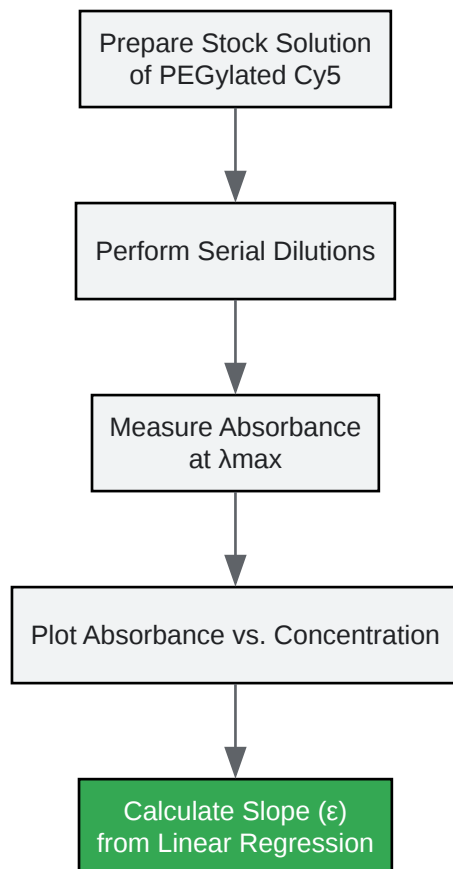 Prepare Stock Solution
of PEGylated Cy5
Perform Serial Dilutions
Measure Absorbance
at λmax
Plot Absorbance vs. Concentration
Calculate Slope (ε)
from Linear Regression